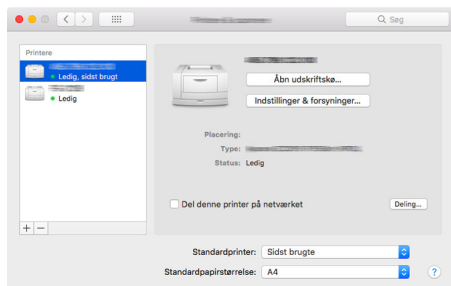 Søg
Printere
Ledig, sidst brugt
Ledig
Åbn udskriftskø...
Indstillinger & forsyninger...
Placering:
Type:
Status: Ledig
Del denne printer på netværket
Deling...
+ −
Standardprinter: Sidst brugte
Standardpapirstørrelse: A4
?